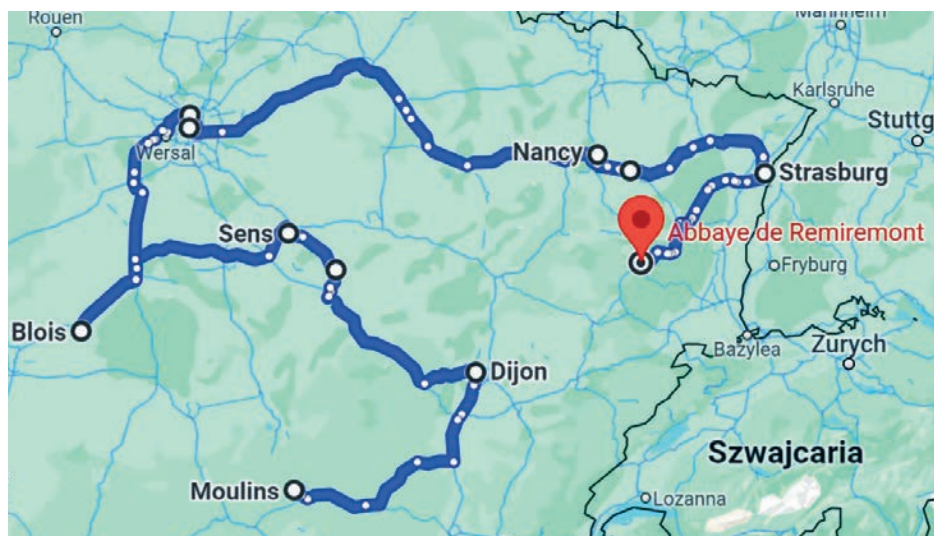 Rouen
Mannheim
Karlsruhe
Stuttg
Wersal
Nancy
Strasburg
Sens
Abbaye de Remiremont
Fryburg
Blois
Bazylea
Zurych
Dijon
Szwajcaria
Moulins
Lozanna